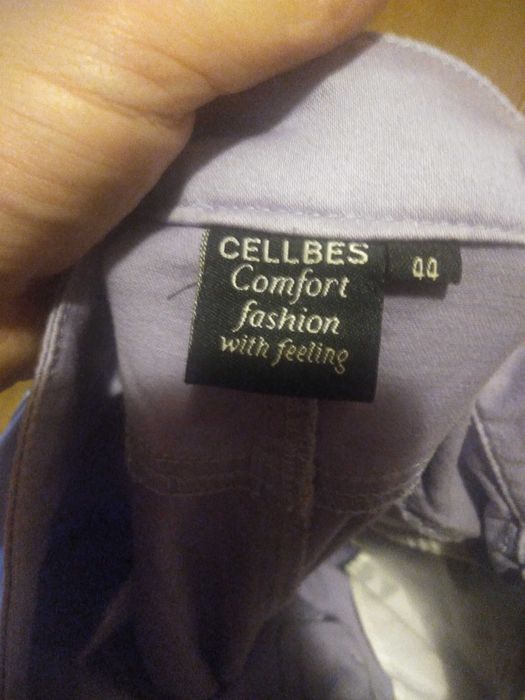 CELLBES
Comfort
fashion
with feeling
44